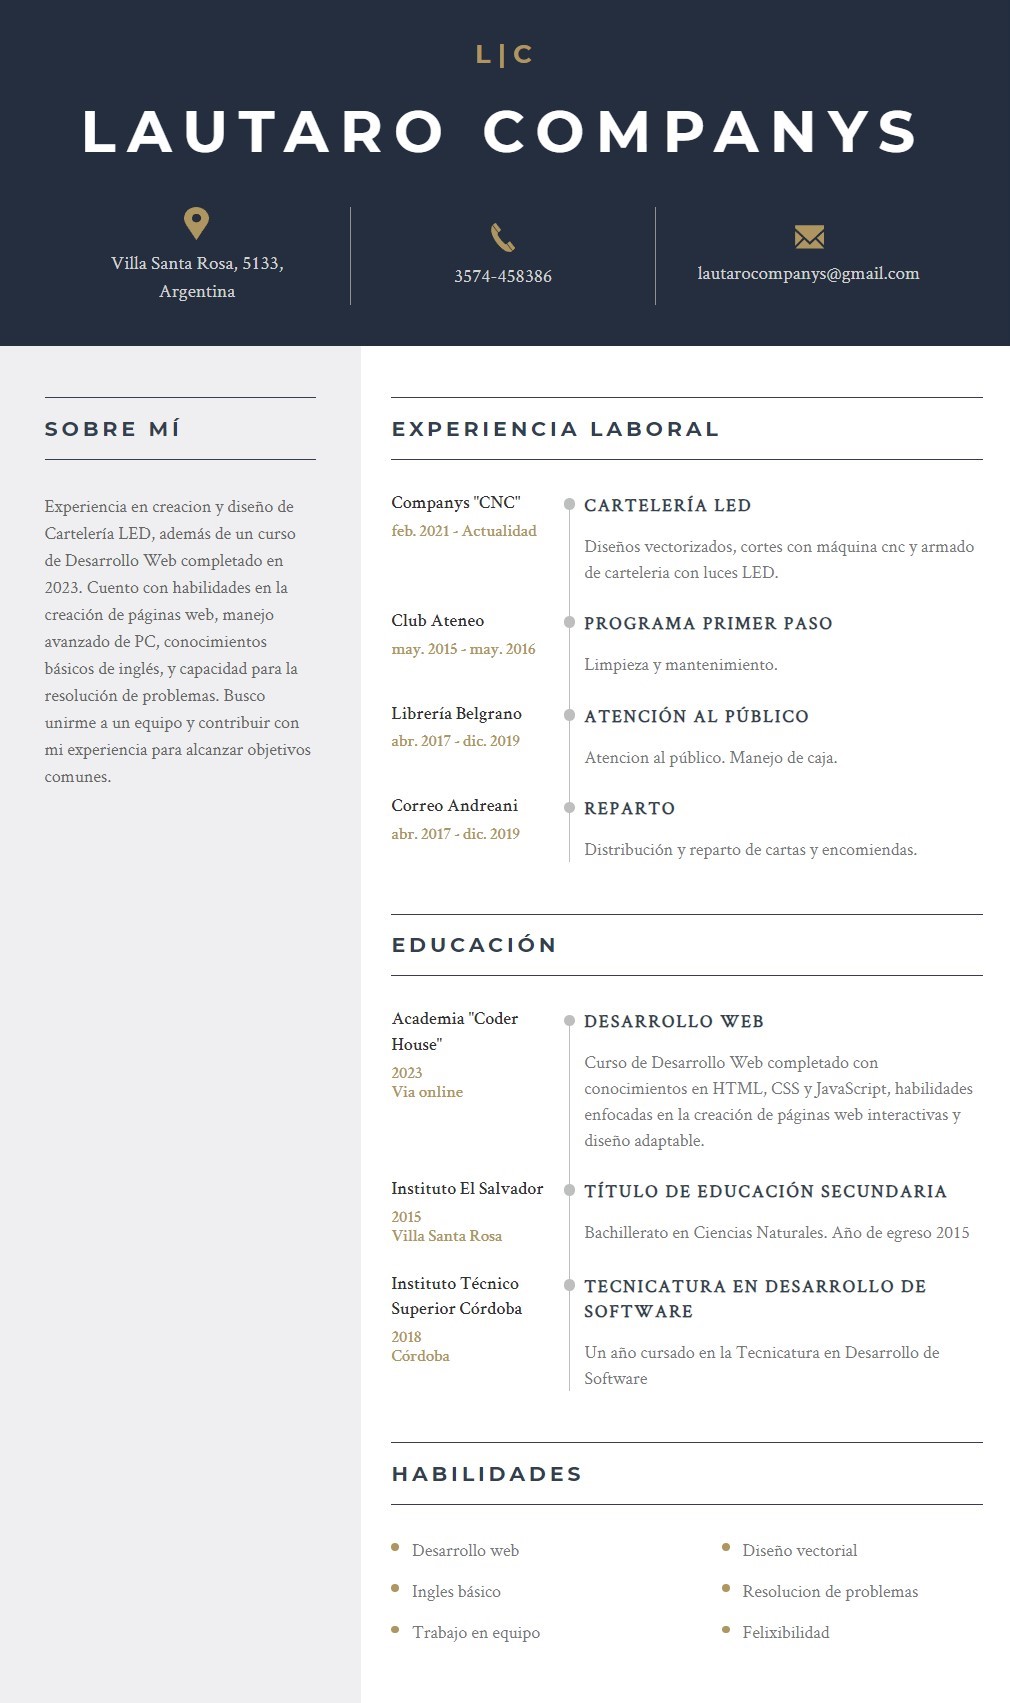 L|C
LAUTARO COMPANYS
Villa Santa Rosa, 5133,
Argentina
3574-458386
lautarocompanys@gmail.com
SOBRE MÍ
Experiencia en creacion y diseño de
Cartelería LED, además de un curso
de Desarrollo Web completado en
2023. Cuento con habilidades en la
creación de páginas web, manejo
avanzado de PC, conocimientos
básicos de inglés, y capacidad para la
resolución de problemas. Busco
unirme a un equipo y contribuir con
mi experiencia para alcanzar objetivos
comunes.
EXPERIENCIA LABORAL
Companys "CNC"
feb. 2021 - Actualidad
CARTELERÍA LED
Diseños vectorizados, cortes con máquina cnc y armado
de carteleria con luces LED.
Club Ateneo
may. 2015 - may. 2016
PROGRAMA PRIMER PASO
Limpieza y mantenimiento.
Librería Belgrano
abr. 2017 - dic. 2019
ATENCIÓN AL PÚBLICO
Atencion al público. Manejo de caja.
Correo Andreani
abr. 2017 - dic. 2019
REPARTO
Distribución y reparto de cartas y encomiendas.
EDUCACIÓN
Academia "Coder
House"
2023
Via online
DESARROLLO WEB
Curso de Desarrollo Web completado con
conocimientos en HTML, CSS y JavaScript, habilidades
enfocadas en la creación de páginas web interactivas y
diseño adaptable.
Instituto El Salvador
2015
Villa Santa Rosa
TÍTULO DE EDUCACIÓN SECUNDARIA
Bachillerato en Ciencias Naturales. Año de egreso 2015
Instituto Técnico
Superior Córdoba
2018
Córdoba
TECNICATURA EN DESARROLLO DE
SOFTWARE
Un año cursado en la Tecnicatura en Desarrollo de
Software
HABILIDADES
Desarrollo web
Diseño vectorial
Ingles básico
Resolucion de problemas
Trabajo en equipo
Felixibilidad